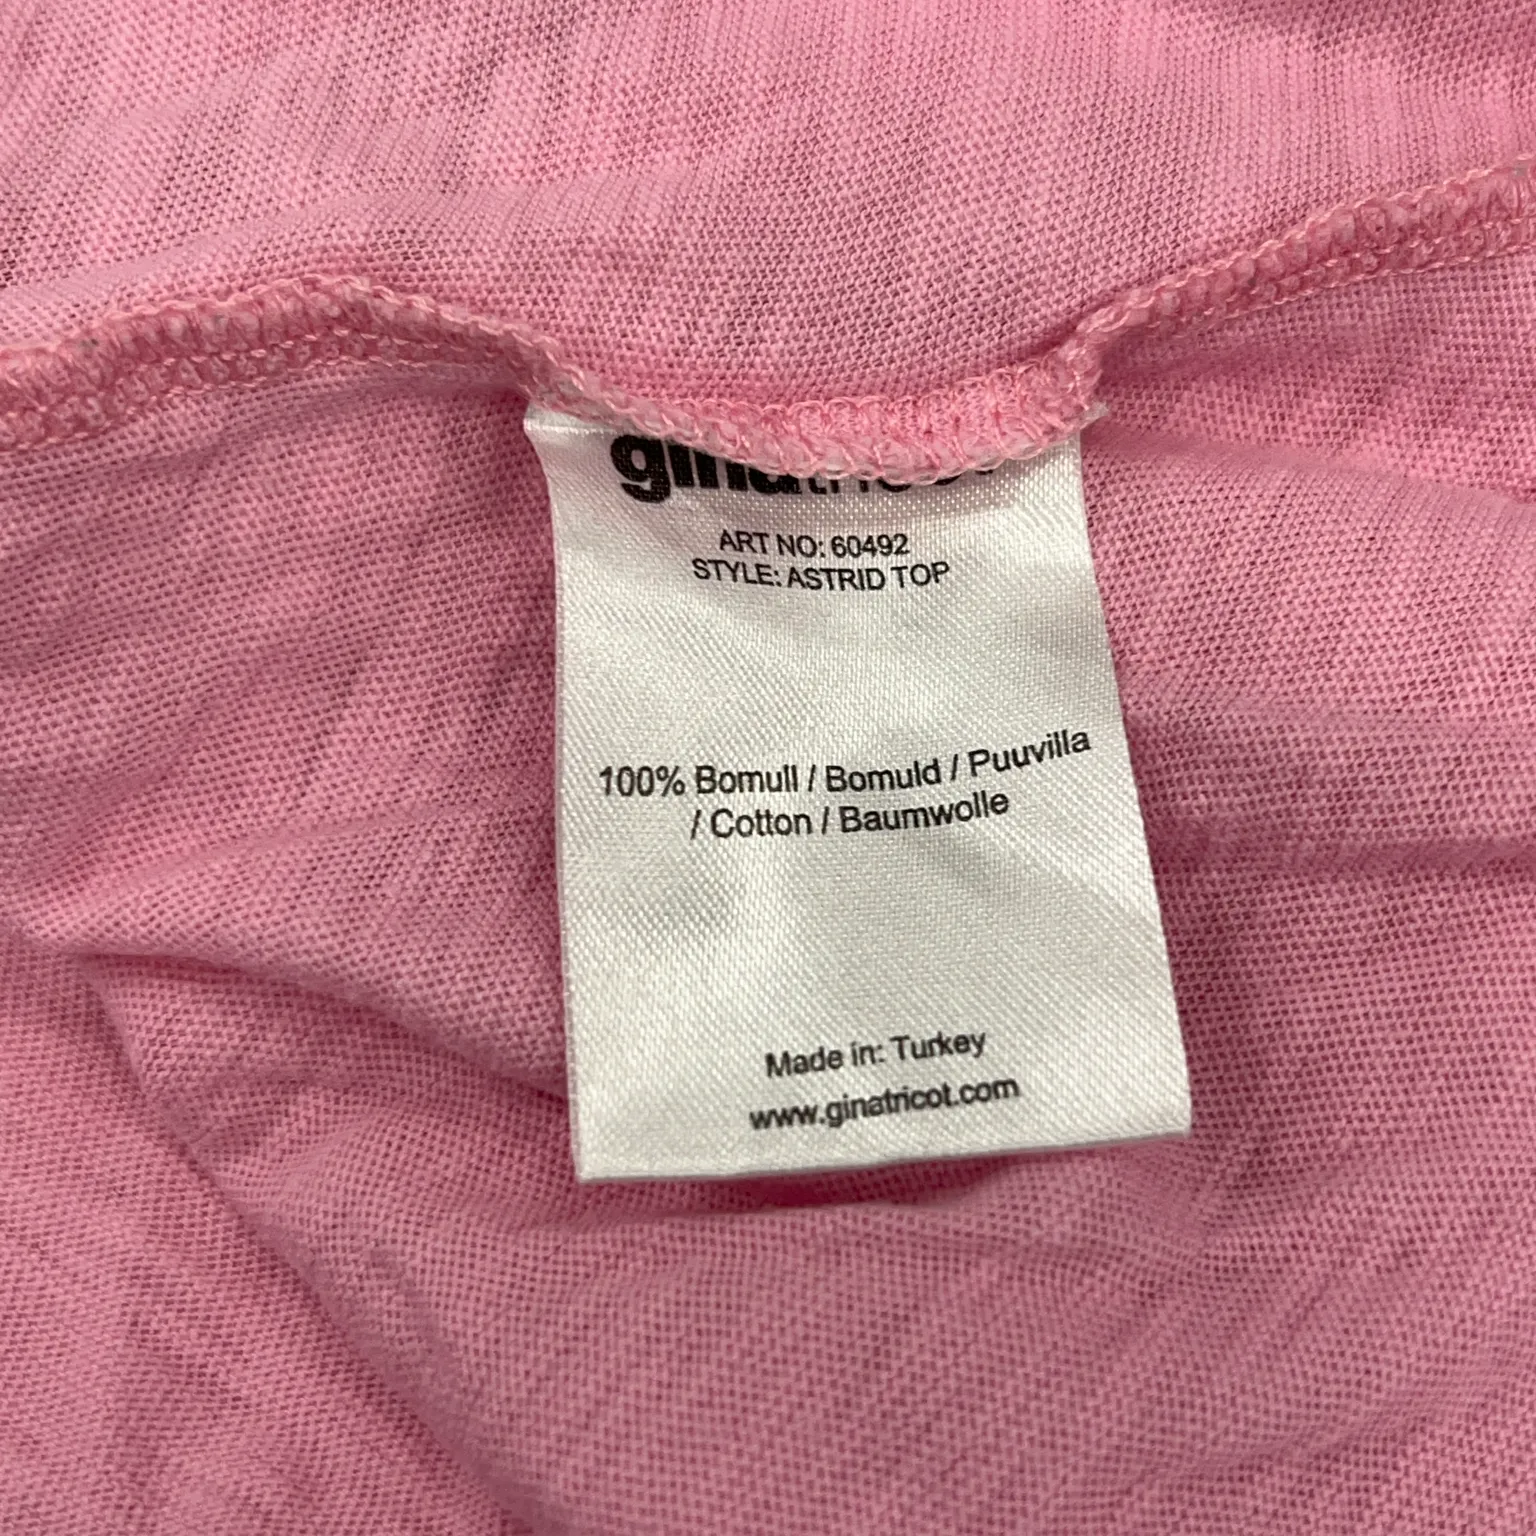 ginatricot
ART NO: 60492
STYLE: ASTRID TOP
100% Bomull / Bomuld / Puuvilla
/ Cotton / Baumwolle
Made in: Turkey
www.ginatricot.com